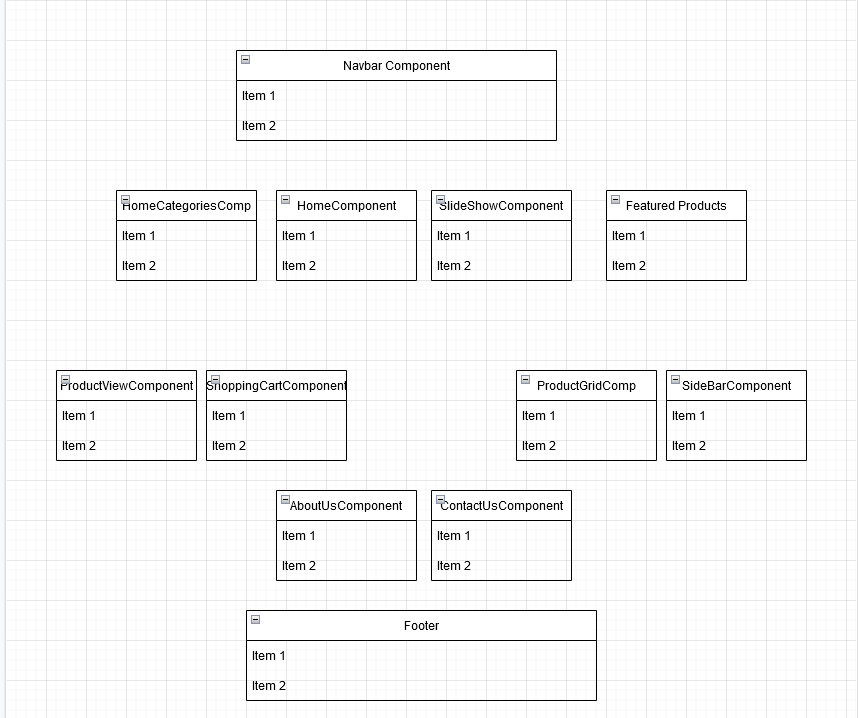 Navbar Component
Item 1
Item 2
HomeCategoriesComp
Item 1
Item 2
HomeComponent
Item 1
Item 2
SlideShowComponent
Item 1
Item 2
Featured Products
Item 1
Item 2
ProductViewComponent
Item 1
Item 2
ShoppingCartComponent
Item 1
Item 2
ProductGridComp
Item 1
Item 2
SideBarComponent
Item 1
Item 2
AboutUsComponent
Item 1
Item 2
ContactUsComponent
Item 1
Item 2
Footer
Item 1
Item 2